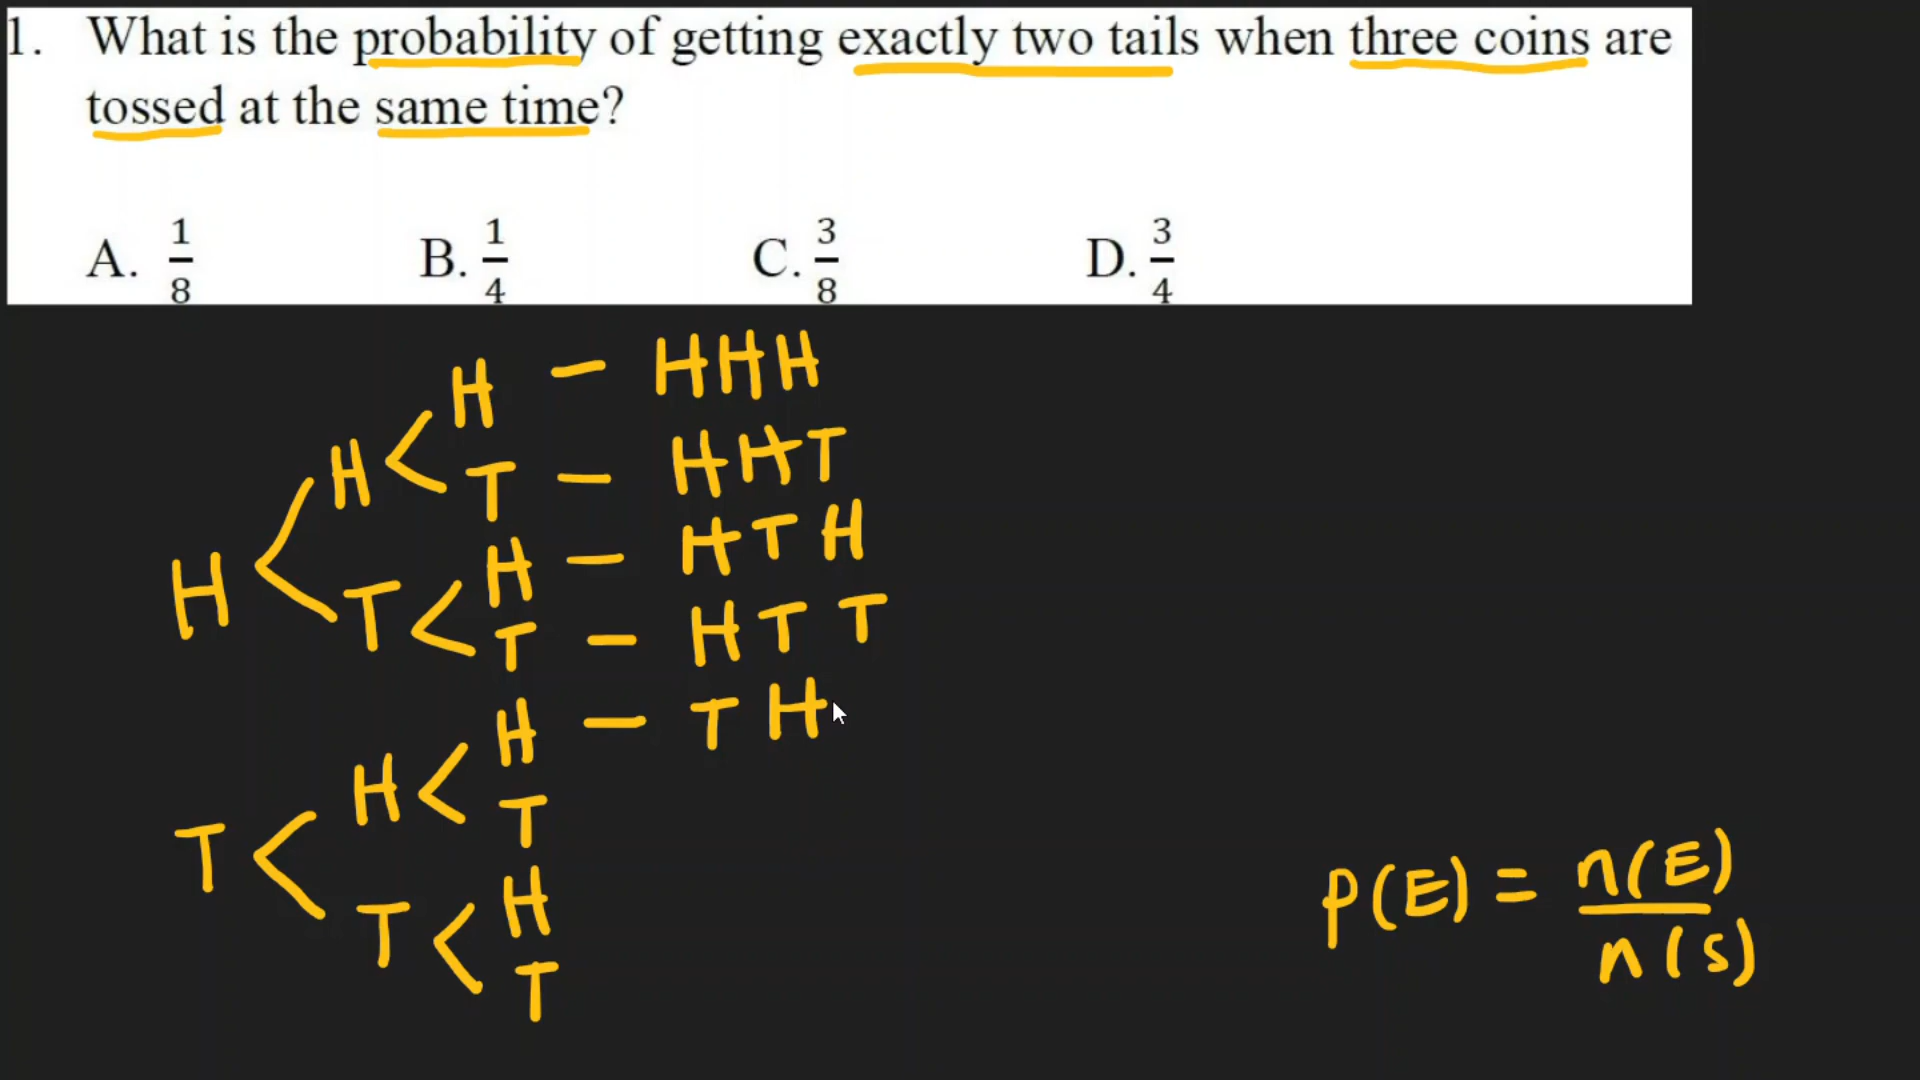 1. What is the probability of getting exactly two tails when three coins are
tossed at the same time?
A. 1/8 B. 1/4 C. 3/8 D. 3/4
H - HHH
H < T - HHT
H < H - HTH
T < T - HTT
H - TH
H < T
T < H
T < T
P(E) = n(E)/n(S)